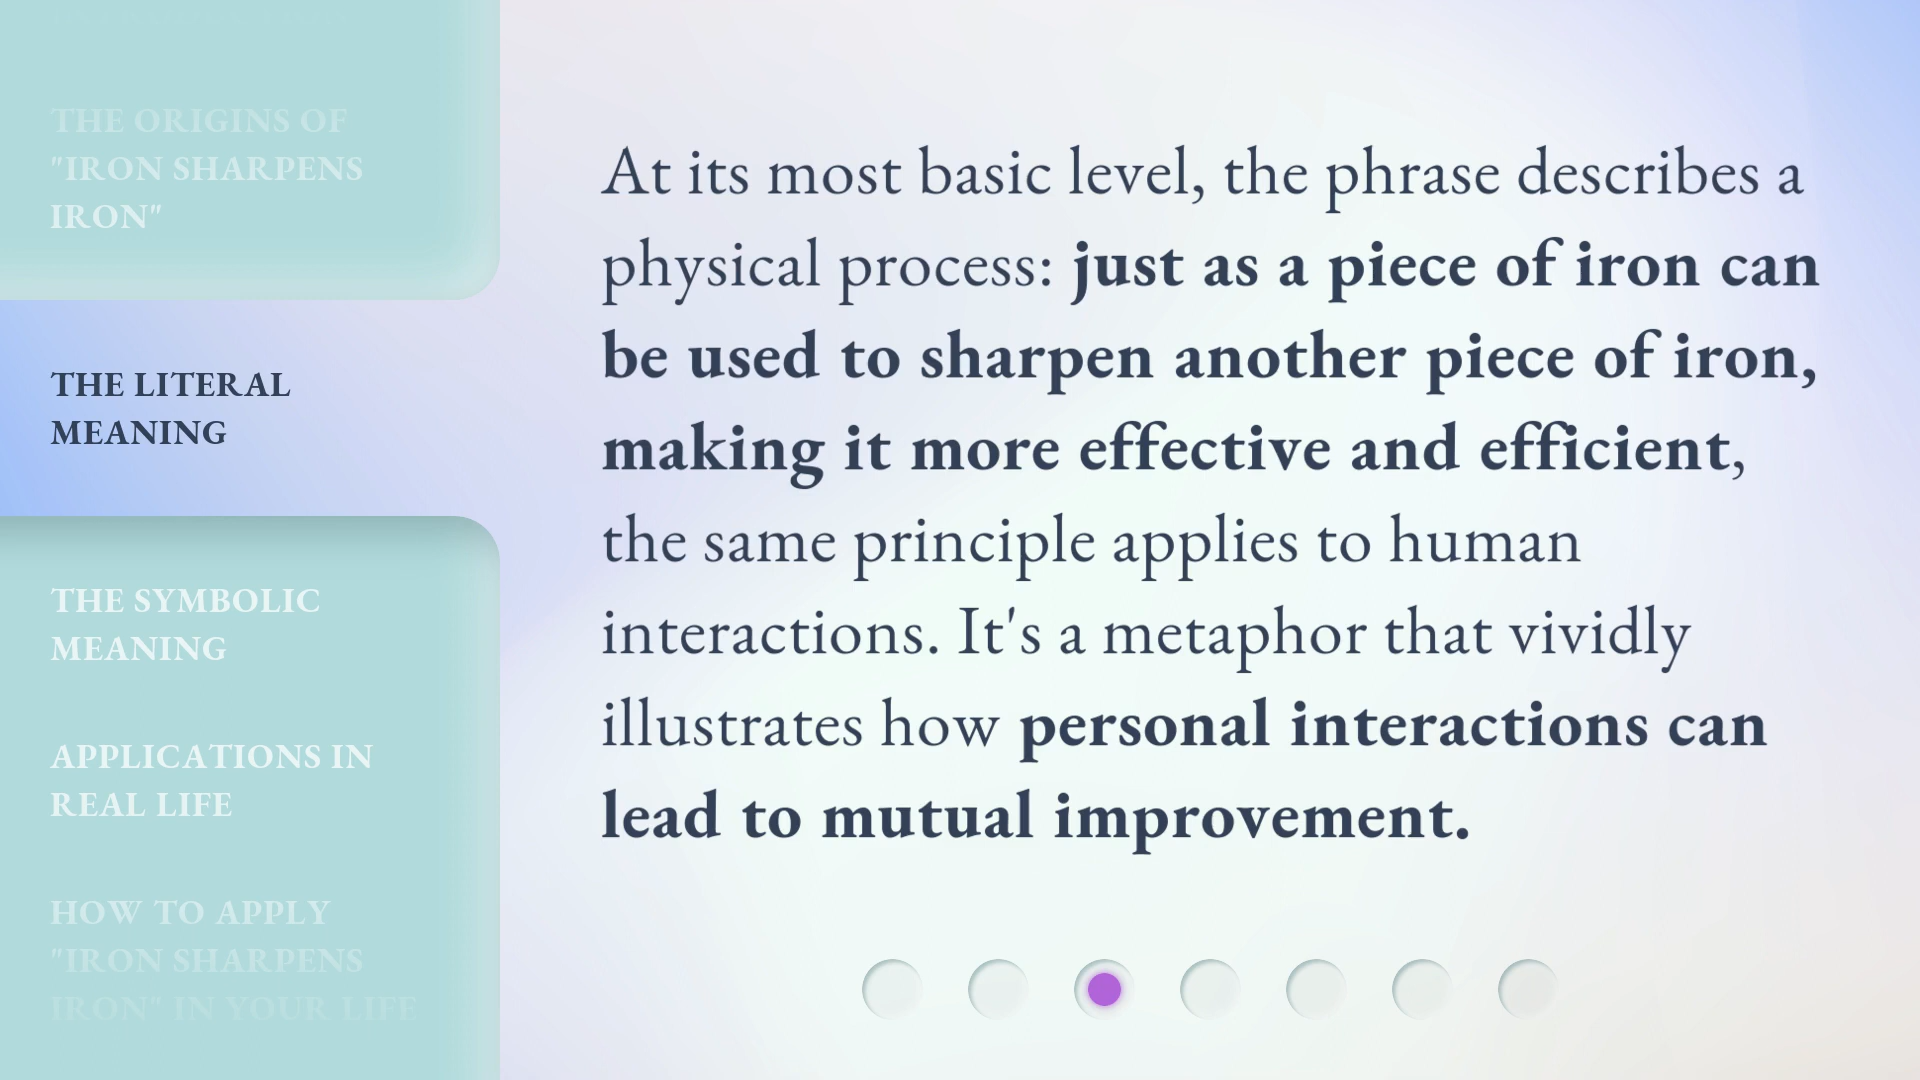 THE ORIGINS OF
"IRON SHARPENS
IRON"
THE LITERAL
MEANING
THE SYMBOLIC
MEANING
APPLICATIONS IN
REAL LIFE
HOW TO APPLY
"IRON SHARPENS
IRON" IN YOUR LIFE
At its most basic level, the phrase describes a
physical process: just as a piece of iron can
be used to sharpen another piece of iron,
making it more effective and efficient,
the same principle applies to human
interactions. It's a metaphor that vividly
illustrates how personal interactions can
lead to mutual improvement.